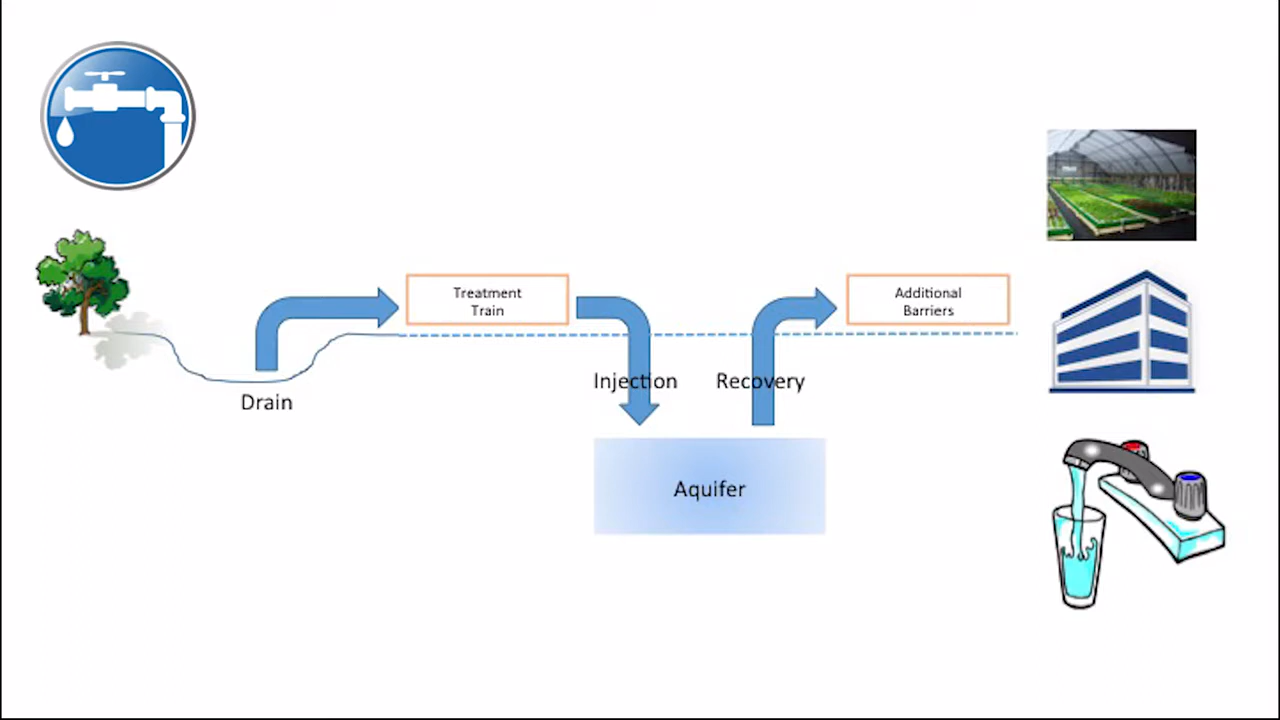 Treatment
Train
Additional
Barriers
Injection
Recovery
Drain
Aquifer